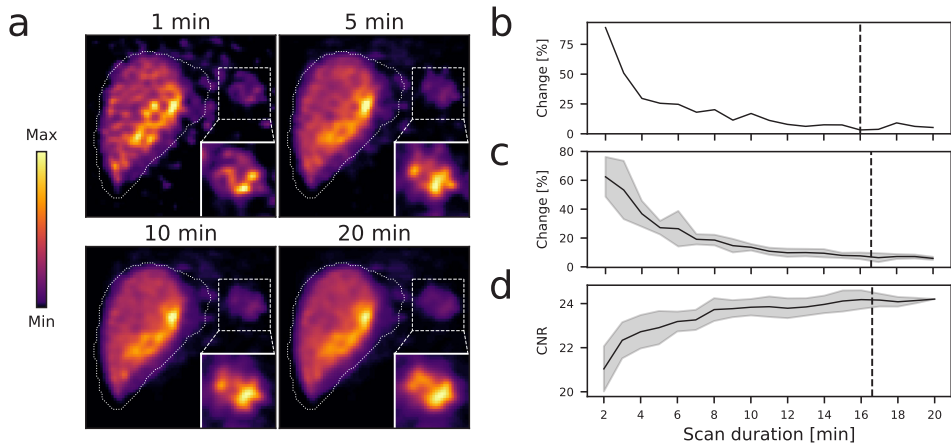 a
1 min
5 min
Max
Min
10 min
20 min
b
Change [%]
75
50
25
0
c
Change [%]
80
60
40
20
0
d
CNR
24
22
20
2 4 6 8 10 12 14 16 18 20
Scan duration [min]